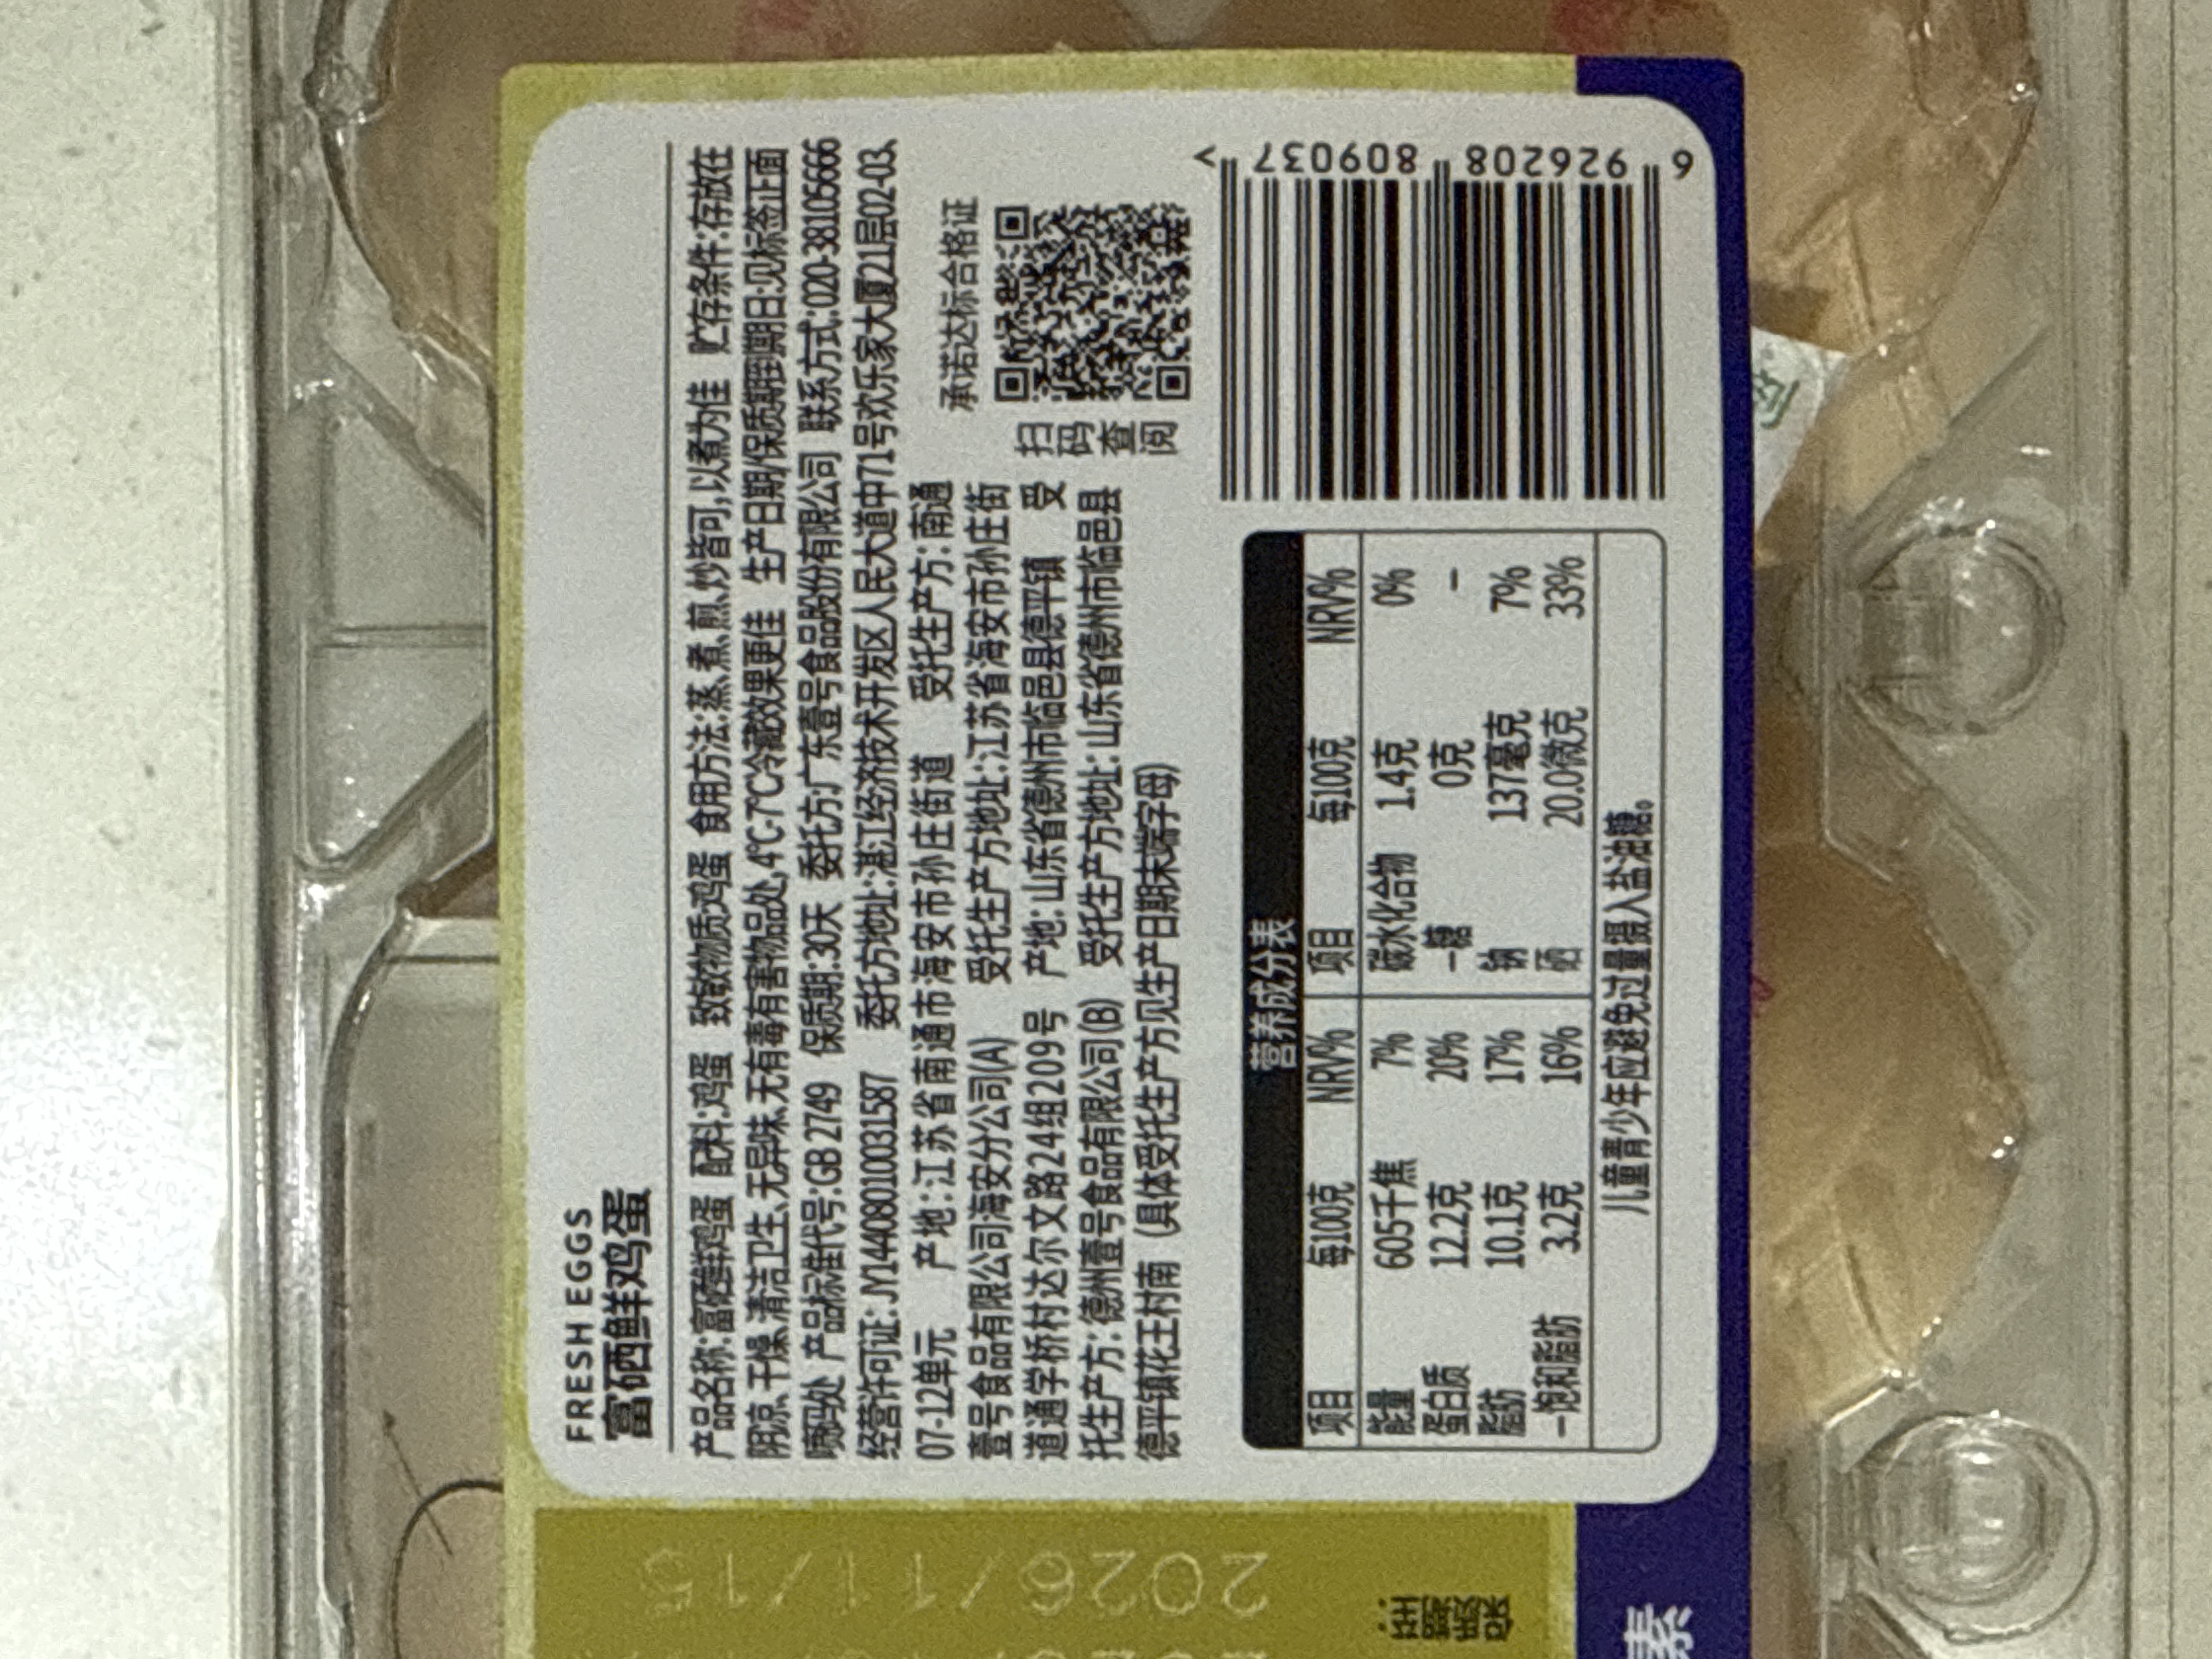 FRESH EGGS
富硒鲜鸡蛋
产品名称:富硒鲜鸡蛋 配料:鸡蛋 致敏物质:鸡蛋 食用方法:蒸、煮、煎、炒皆可,以煮为佳 贮存条件:存放在
阴凉、干燥、清洁卫生、无异味、无有毒有害物品处,4℃-7℃冷藏效果更佳 生产日期/保质期到期日:见标签正面
喷码处 产品标准代号:GB 2749 保质期:30天 委托方:广东壹号食品股份有限公司 联系方式:020-38105666
经营许可证:JY14408010031587 委托方地址:湛江经济技术开发区人民大道中71号欢乐家大厦21层02-03、
07-12单元 产地:江苏省南通市海安市孙庄街道 受托生产方:南通
壹号食品有限公司海安分公司(A) 受托生产方地址:江苏省海安市孙庄街
道通学桥村达尔文路24组209号 产地:山东省德州市临邑县德平镇 受
托生产方:德州壹号食品有限公司(B) 受托生产方地址:山东省德州市临邑县
德平镇花王村南 (具体受托生产方见生产日期末端字母)
承诺达标合格证
扫码查阅
营养成分表
项目 每100克 NRV% 项目 每100克 NRV%
能量 605千焦 7% 碳水化合物 1.4克 0%
蛋白质 12.2克 20% —糖 0克 —
脂肪 10.1克 17% 钠 137毫克 7%
—饱和脂肪 3.2克 16% 硒 20.0微克 33%
儿童青少年应避免过量摄入盐油糖。
6 926208 809037 >
保质期至:
2026/11/15
素